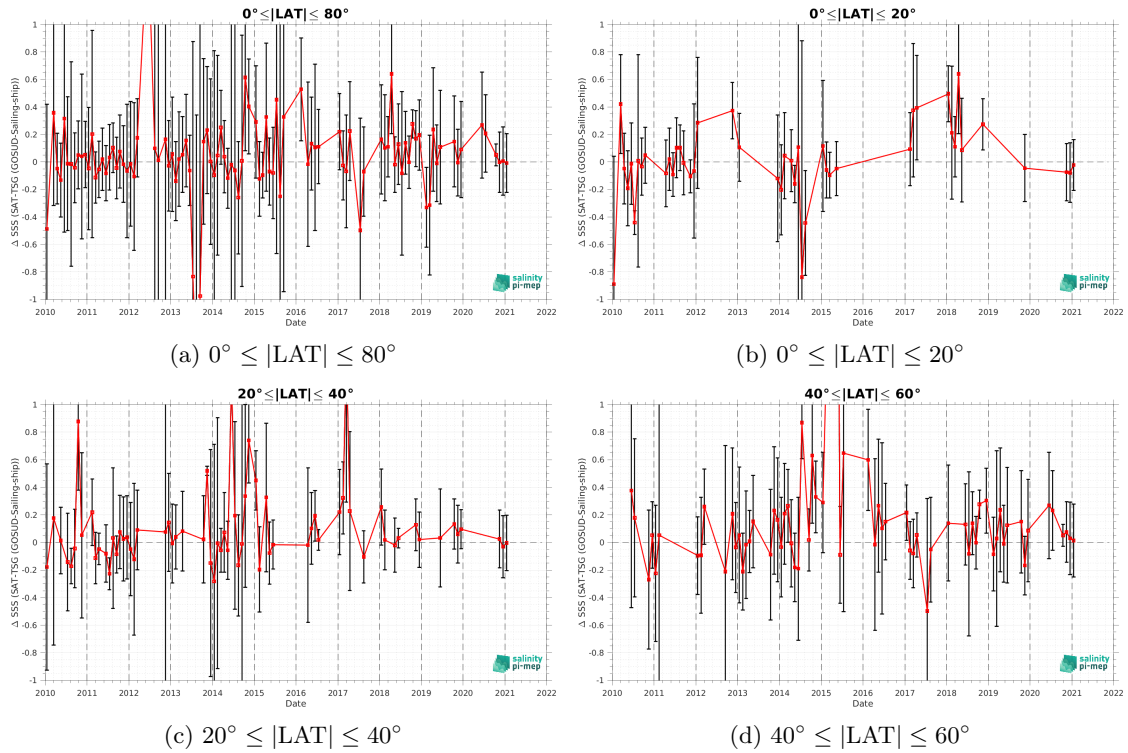 0°≤|LAT|≤ 80°
Δ SSS (SAT-TSG (GOSUD-Sailing-ship))
1
0.8
0.6
0.4
0.2
0
-0.2
-0.4
-0.6
-0.8
-1
2010 2011 2012 2013 2014 2015 2016 2017 2018 2019 2020 2021 2022
Date
salinity
pi-mep
(a) 0° ≤ |LAT| ≤ 80°
0°≤|LAT|≤ 20°
Δ SSS (SAT-TSG (GOSUD-Sailing-ship))
1
0.8
0.6
0.4
0.2
0
-0.2
-0.4
-0.6
-0.8
-1
2010 2011 2012 2013 2014 2015 2016 2017 2018 2019 2020 2021 2022
Date
salinity
pi-mep
(b) 0° ≤ |LAT| ≤ 20°
20°≤|LAT|≤ 40°
Δ SSS (SAT-TSG (GOSUD-Sailing-ship))
1
0.8
0.6
0.4
0.2
0
-0.2
-0.4
-0.6
-0.8
-1
2010 2011 2012 2013 2014 2015 2016 2017 2018 2019 2020 2021 2022
Date
salinity
pi-mep
(c) 20° ≤ |LAT| ≤ 40°
40°≤|LAT|≤ 60°
Δ SSS (SAT-TSG (GOSUD-Sailing-ship))
1
0.8
0.6
0.4
0.2
0
-0.2
-0.4
-0.6
-0.8
-1
2010 2011 2012 2013 2014 2015 2016 2017 2018 2019 2020 2021 2022
Date
salinity
pi-mep
(d) 40° ≤ |LAT| ≤ 60°